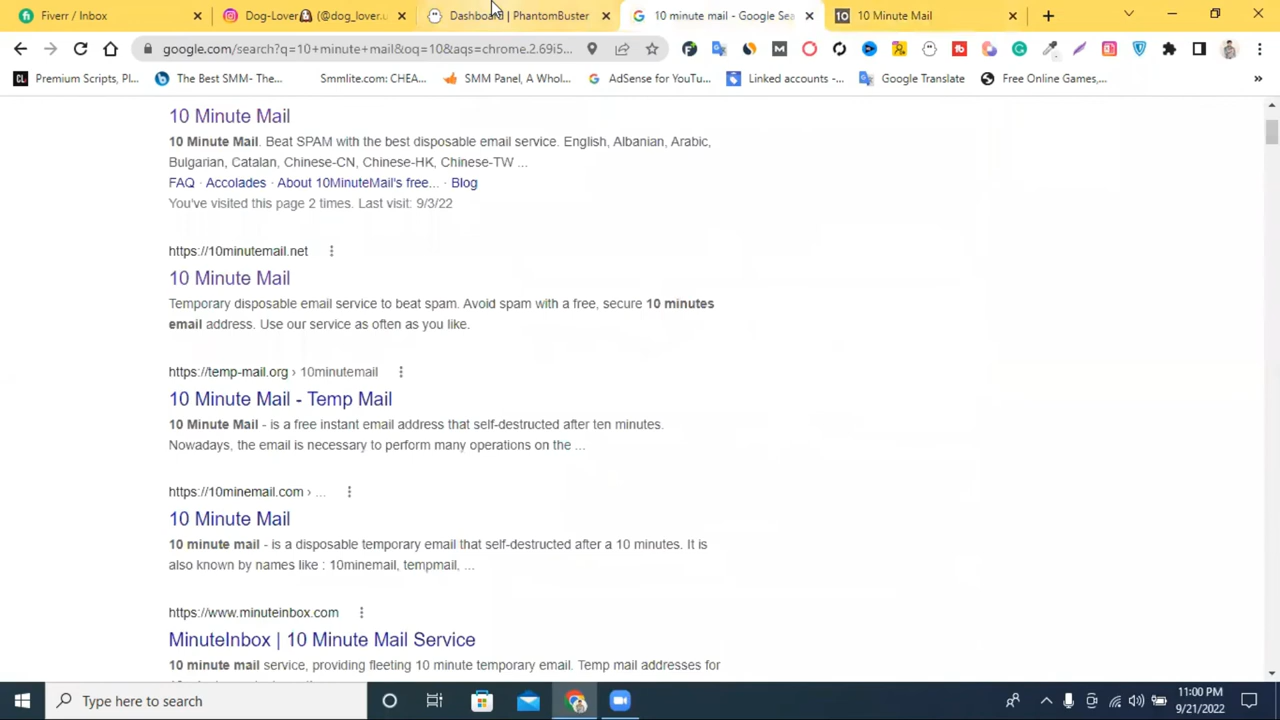 Fiverr / Inbox
Dog-Lover (@dog_lover.u
Dashboard | PhantomBuster
10 minute mail - Google Sea
10 Minute Mail
google.com/search?q=10+minute+mail&oq=10&aqs=chrome.2.69i5...
Premium Scripts, Pl...
The Best SMM- The...
Smmlite.com: CHEA...
SMM Panel, A Whol...
AdSense for YouTu...
Linked accounts -...
Google Translate
Free Online Games,...
10 Minute Mail
10 Minute Mail. Beat SPAM with the best disposable email service. English, Albanian, Arabic,
Bulgarian, Catalan, Chinese-CN, Chinese-HK, Chinese-TW ...
FAQ · Accolades · About 10MinuteMail's free... · Blog
You've visited this page 2 times. Last visit: 9/3/22
https://10minutemail.net
10 Minute Mail
Temporary disposable email service to beat spam. Avoid spam with a free, secure 10 minutes
email address. Use our service as often as you like.
https://temp-mail.org › 10minutemail
10 Minute Mail - Temp Mail
10 Minute Mail - is a free instant email address that self-destructed after ten minutes.
Nowadays, the email is necessary to perform many operations on the ...
https://10minemail.com › ...
10 Minute Mail
10 minute mail - is a disposable temporary email that self-destructed after a 10 minutes. It is
also known by names like : 10minemail, tempmail, ...
https://www.minuteinbox.com
MinuteInbox | 10 Minute Mail Service
10 minute mail service, providing fleeting 10 minute temporary email. Temp mail addresses for
Type here to search
11:00 PM
9/21/2022